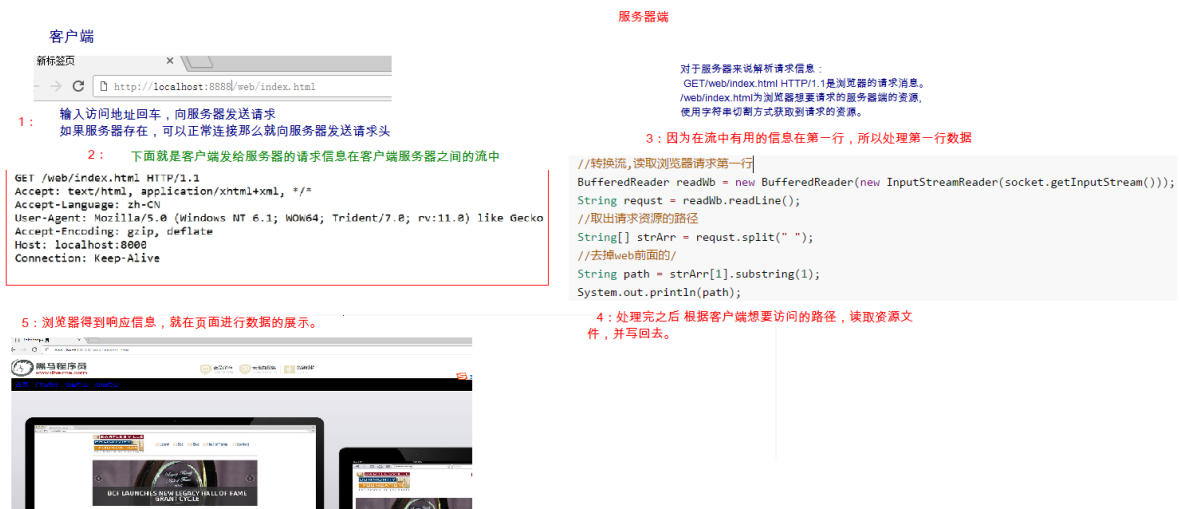 服务器端
客户端
新标签页
http://localhost:8888/web/index.html
1：
输入访问地址回车，向服务器发送请求
如果服务器存在，可以正常连接那么就向服务器发送请求头
2：
下面就是客户端发给服务器的请求信息在客户端服务器之间的流中
GET /web/index.html HTTP/1.1
Accept: text/html, application/xhtml+xml, */*
Accept-Language: zh-CN
User-Agent: Mozilla/5.0 (Windows NT 6.1; WOW64; Trident/7.0; rv:11.0) like Gecko
Accept-Encoding: gzip, deflate
Host: localhost:8000
Connection: Keep-Alive
对于服务器来说解析请求信息：
GET/web/index.html HTTP/1.1是浏览器的请求消息。
/web/index.html为浏览器想要请求的服务器端的资源,
使用字符串切割方式获取到请求的资源。
3：因为在流中有用的信息在第一行，所以处理第一行数据
//转换流,读取浏览器请求第一行
BufferedReader readWb = new BufferedReader(new InputStreamReader(socket.getInputStream()));
String requst = readWb.readLine();
//取出请求资源的路径
String[] strArr = requst.split(" ");
//去掉web前面的/
String path = strArr[1].substring(1);
System.out.println(path);
4：处理完之后 根据客户端想要访问的路径，读取资源文
件，并写回去。
5：浏览器得到响应信息，就在页面进行数据的展示。
黑马程序员
BCF LAUNCHES NEW LEGACY HALL OF FAME
GRANT CYCLE